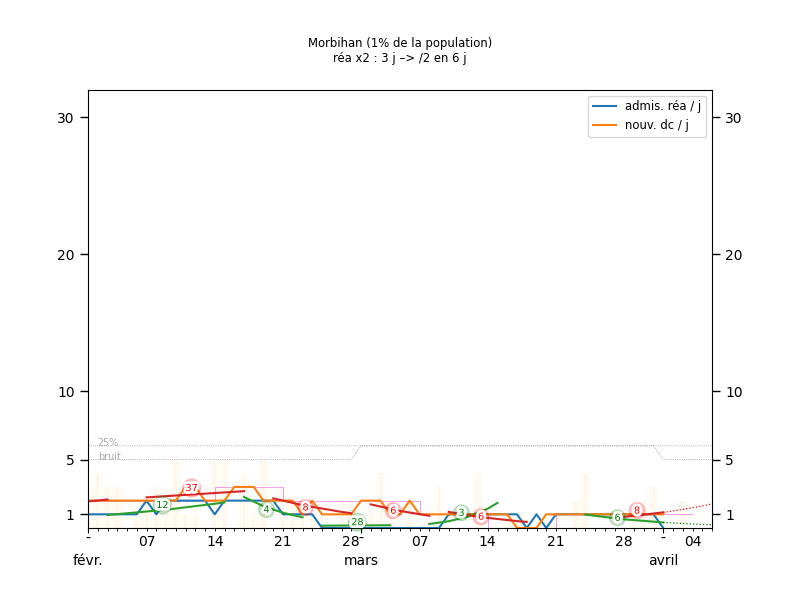 Morbihan (1% de la population)
réa x2 : 3 j –> /2 en 6 j
admis. réa / j
nouv. dc / j
30 30
20 20
10 10
25%
5 5
bruit
37
12 4 8 28 6 3 6 6 8
1 1
- 07 14 21 28 - 07 14 21 28 - 04
févr. mars avril